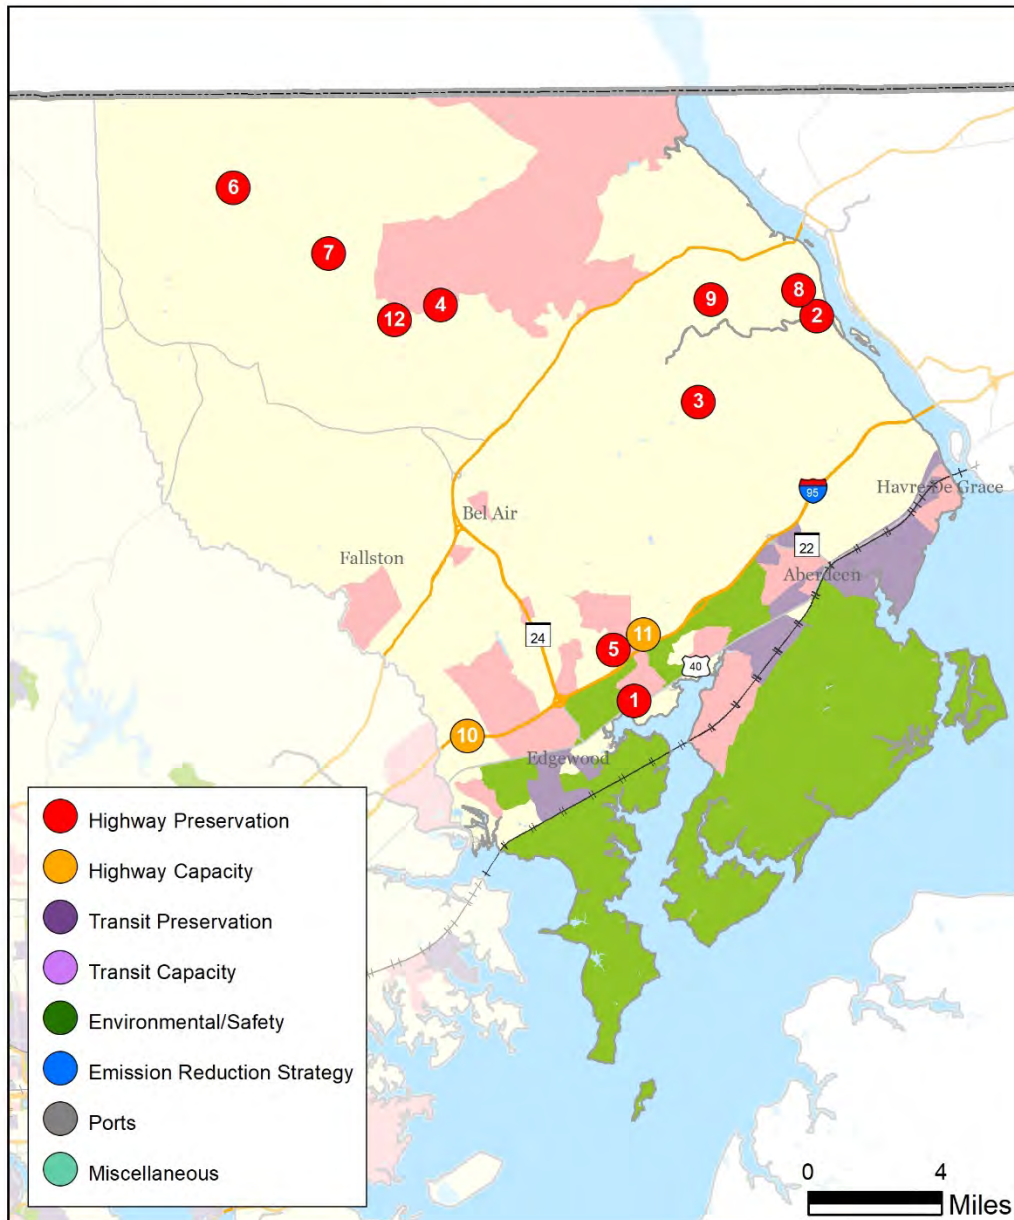 6
7
8
9
4
2
12
3
95
Havre De Grace
Bel Air
22
Fallston
Aberdeen
11
24
5
40
1
10
Edgewood
Highway Preservation
Highway Capacity
Transit Preservation
Transit Capacity
Environmental/Safety
Emission Reduction Strategy
Ports
Miscellaneous
0 4
Miles